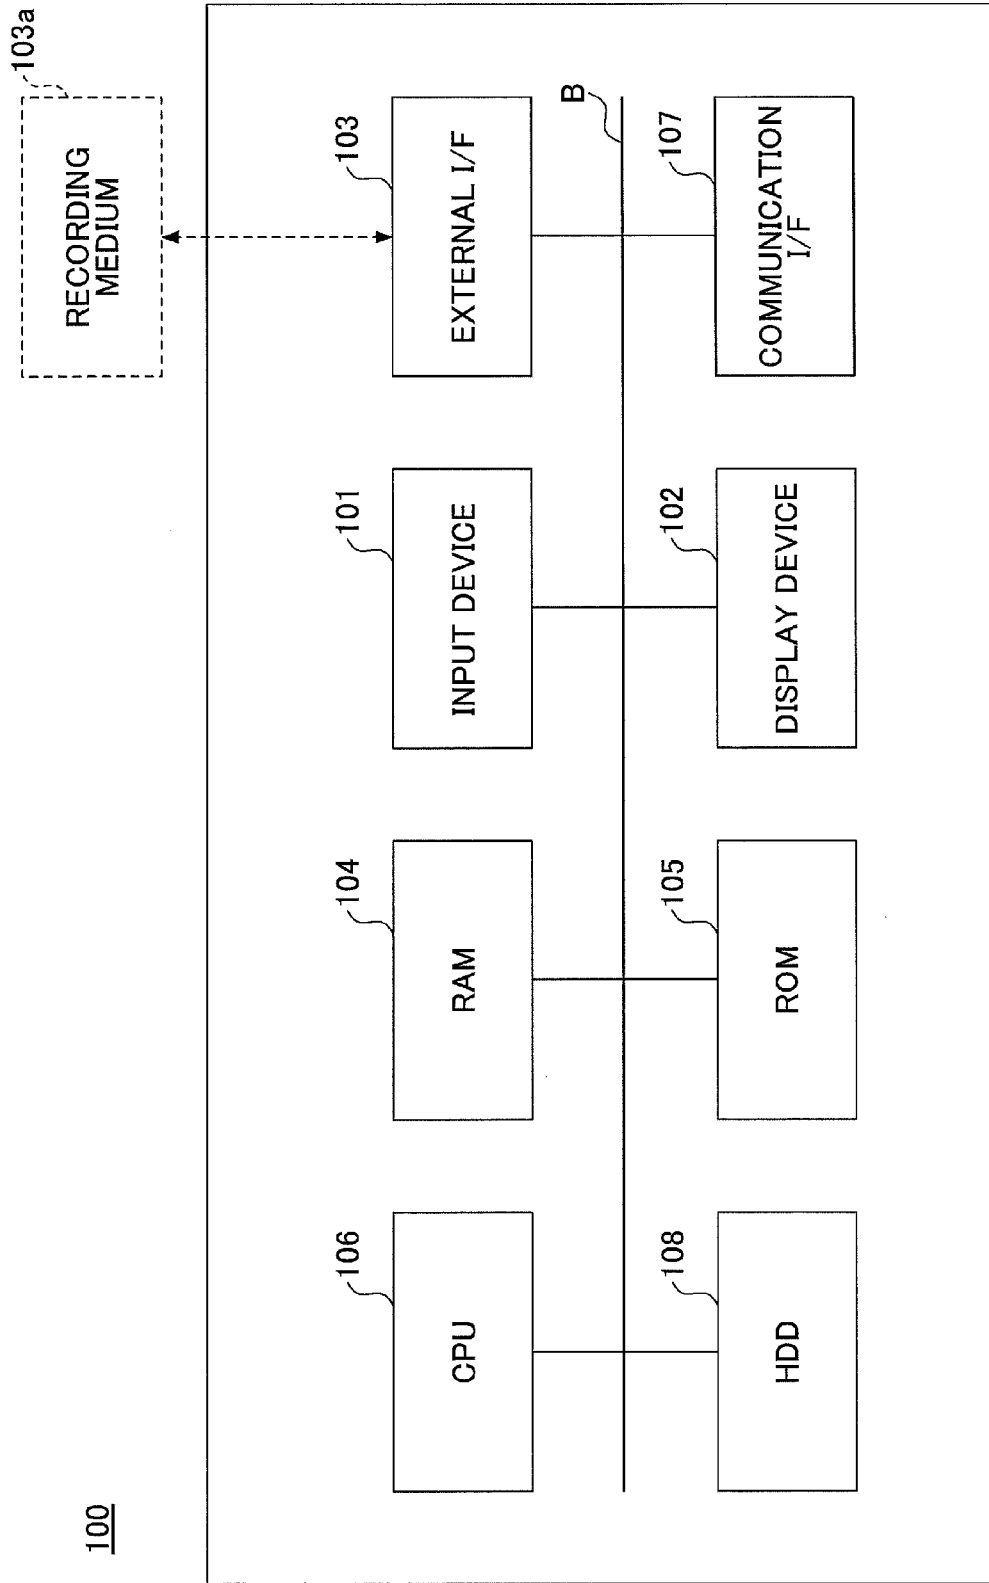 100
103a
RECORDING
MEDIUM
106
CPU
104
RAM
101
INPUT DEVICE
103
EXTERNAL I/F
B
108
HDD
105
ROM
102
DISPLAY DEVICE
107
COMMUNICATION
I/F